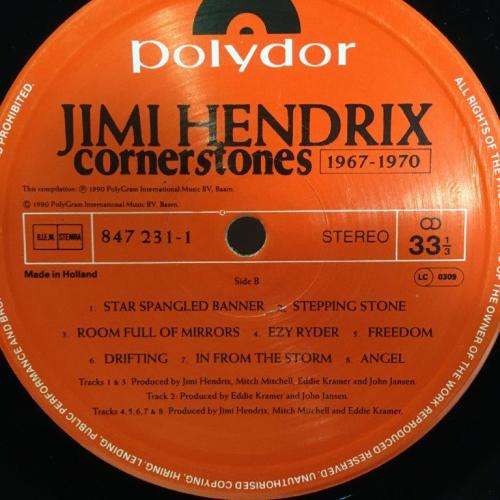 polydor
JIMI HENDRIX
cornerstones 1967-1970
This compilation: ℗ 1990 PolyGram International Music BV, Baarn.
© 1990 PolyGram International Music BV, Baarn.
B.I.E.M. STEMRA 847 231-1 STEREO 33 1/3
Made in Holland
LC 0309
Side B
1. STAR SPANGLED BANNER 2. STEPPING STONE
3. ROOM FULL OF MIRRORS 4. EZY RYDER 5. FREEDOM
6. DRIFTING 7. IN FROM THE STORM 8. ANGEL
Tracks 1 & 3 Produced by Jimi Hendrix, Mitch Mitchell, Eddie Kramer and John Jansen.
Track 2: Produced by Eddie Kramer and John Jansen.
Tracks 4,5,6,7 & 8 Produced by Jimi Hendrix, Mitch Mitchell and Eddie Kramer.
ALL RIGHTS OF
OF THE OWNER OF THE WORK REPRODUCED RESERVED. UNAUTHORISED COPYING, HIRING, LENDING, PUBLIC PERFORMANCE AND
PROHIBITED.